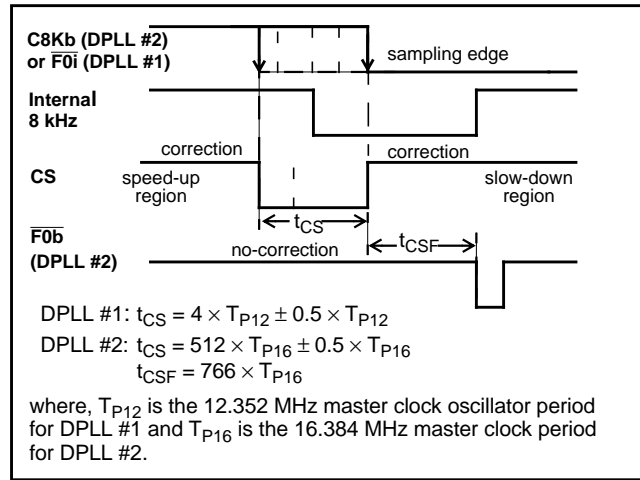 C8Kb (DPLL #2)
or F0i (DPLL #1)
sampling edge
Internal
8 kHz
correction
correction
CS
speed-up
region
slow-down
region
tCS
F0b
(DPLL #2)
no-correction
tCSF
DPLL #1: tCS = 4 × TP12 ± 0.5 × TP12
DPLL #2: tCS = 512 × TP16 ± 0.5 × TP16
tCSF = 766 × TP16
where, TP12 is the 12.352 MHz master clock oscillator period
for DPLL #1 and TP16 is the 16.384 MHz master clock period
for DPLL #2.